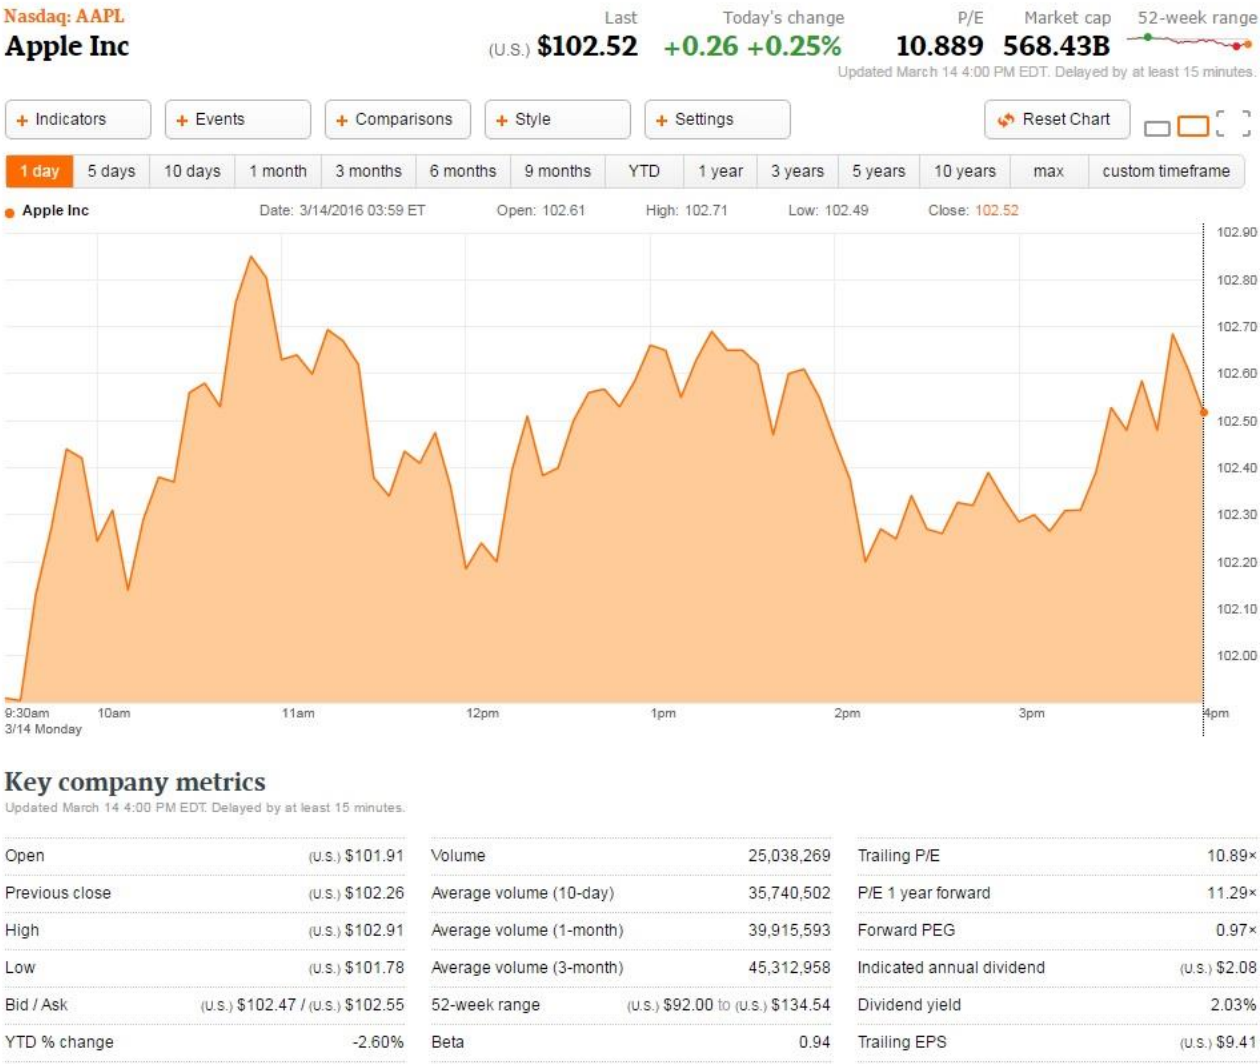 Nasdaq: AAPL Last Today's change P/E Market cap 52-week range
Apple Inc (U.S.) $102.52 +0.26 +0.25% 10.889 568.43B
Updated March 14 4:00 PM EDT. Delayed by at least 15 minutes.
+ Indicators + Events + Comparisons + Style + Settings Reset Chart
1 day 5 days 10 days 1 month 3 months 6 months 9 months YTD 1 year 3 years 5 years 10 years max custom timeframe
Apple Inc Date: 3/14/2016 03:59 ET Open: 102.61 High: 102.71 Low: 102.49 Close: 102.52
102.90
102.80
102.70
102.60
102.50
102.40
102.30
102.20
102.10
102.00
9:30am 10am 11am 12pm 1pm 2pm 3pm 4pm
3/14 Monday
Key company metrics
Updated March 14 4:00 PM EDT. Delayed by at least 15 minutes.
Open (U.S.) $101.91 Volume 25,038,269 Trailing P/E 10.89×
Previous close (U.S.) $102.26 Average volume (10-day) 35,740,502 P/E 1 year forward 11.29×
High (U.S.) $102.91 Average volume (1-month) 39,915,593 Forward PEG 0.97×
Low (U.S.) $101.78 Average volume (3-month) 45,312,958 Indicated annual dividend (U.S.) $2.08
Bid / Ask (U.S.) $102.47 / (U.S.) $102.55 52-week range (U.S.) $92.00 to (U.S.) $134.54 Dividend yield 2.03%
YTD % change -2.60% Beta 0.94 Trailing EPS (U.S.) $9.41